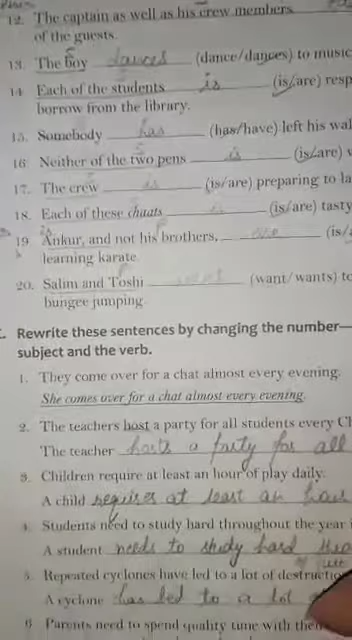 12. The captain as well as his crew members
of the guests.
13. The boy dances (dance/dances) to music
14. Each of the students is (is/are) resp
borrow from the library.
15. Somebody has (has/have) left his wal
16. Neither of the two pens is (is/are)
17. The crew is (is/are) preparing to la
18. Each of these chaats is (is/are) tasty
19. Ankur, and not his brothers, (is/
learning karate.
20. Salim and Toshi want (want/wants) to
bungee jumping.
Rewrite these sentences by changing the number—
subject and the verb.
1. They come over for a chat almost every evening.
She comes over for a chat almost every evening.
2. The teachers host a party for all students every Ch
The teacher hosts a party for all
3. Children require at least an hour of play daily.
A child requires at least an hour
4. Students need to study hard throughout the year
A student needs to study hard
5. Repeated cyclones have led to a lot of destruction
A cyclone has led to a lot
6. Parents need to spend quality time with the